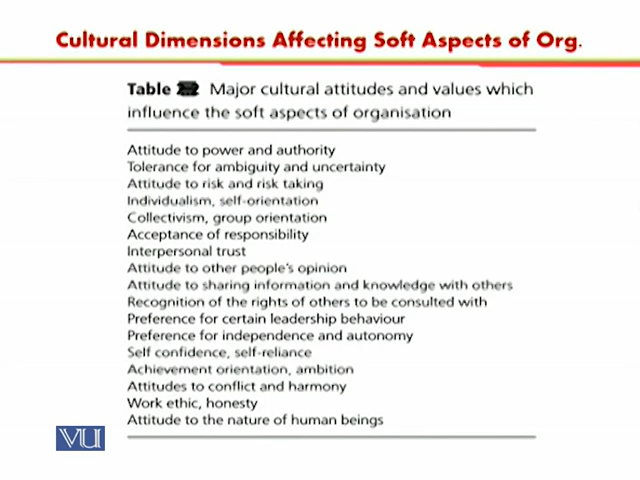 Cultural Dimensions Affecting Soft Aspects of Org.
Table Major cultural attitudes and values which
influence the soft aspects of organisation
Attitude to power and authority
Tolerance for ambiguity and uncertainty
Attitude to risk and risk taking
Individualism, self-orientation
Collectivism, group orientation
Acceptance of responsibility
Interpersonal trust
Attitude to other people's opinion
Attitude to sharing information and knowledge with others
Recognition of the rights of others to be consulted with
Preference for certain leadership behaviour
Preference for independence and autonomy
Self confidence, self-reliance
Achievement orientation, ambition
Attitudes to conflict and harmony
Work ethic, honesty
Attitude to the nature of human beings
VU